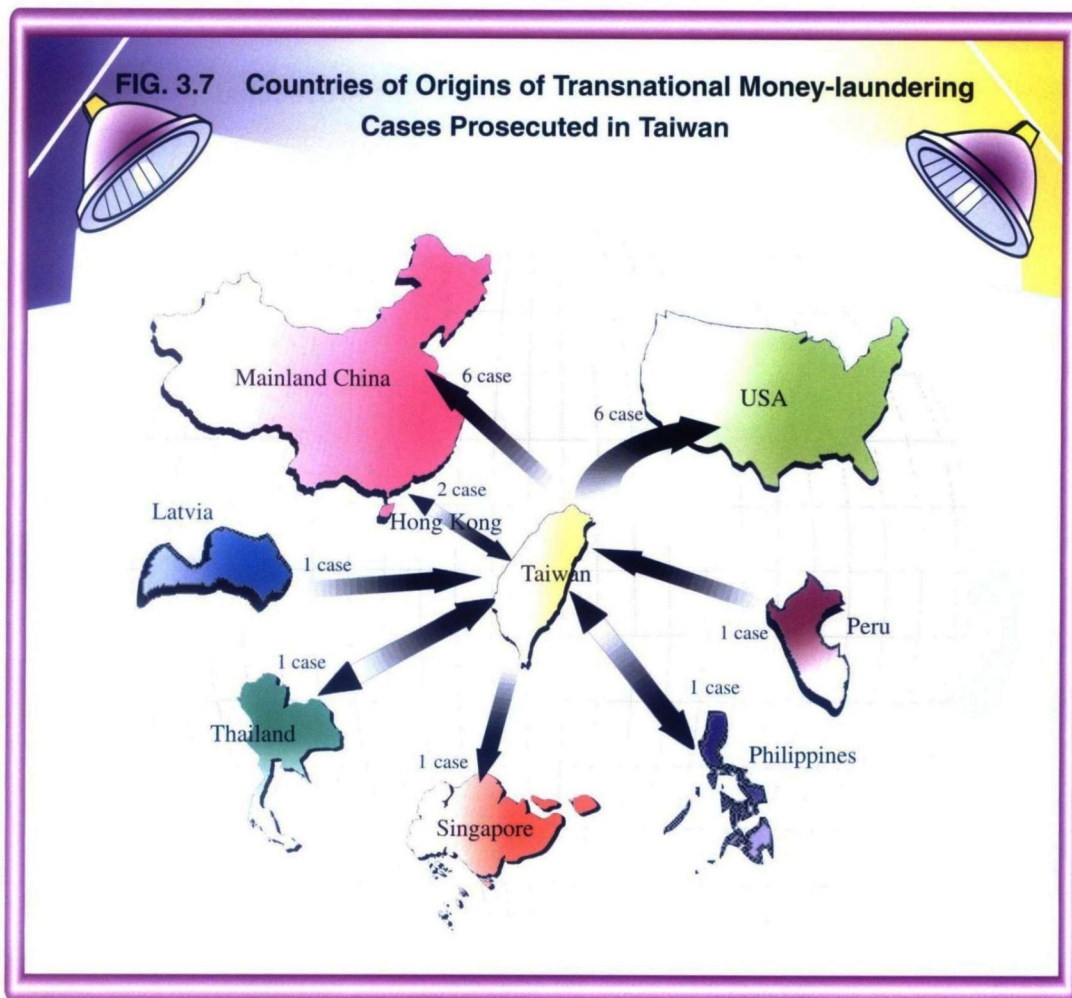 FIG. 3.7 Countries of Origins of Transnational Money-laundering
Cases Prosecuted in Taiwan
Mainland China
6 case
USA
6 case
2 case
Hong Kong
Latvia
1 case
Taiwan
1 case
Peru
1 case
Thailand
1 case
Philippines
1 case
Singapore